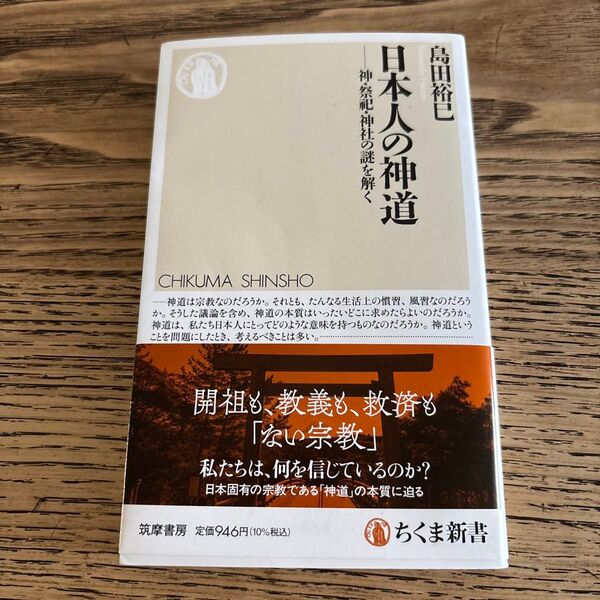 島田裕巳
日本人の神道
―神・祭祀・神社の謎を解く
CHIKUMA SHINSHO
……神道は宗教なのだろうか。それとも、たんなる生活上の慣習、風習なのだろう
か。そうした議論を含め、神道の本質はいったいどこに求めたらよいのだろうか。
神道は、私たち日本人にとってどのような意味を持つものなのだろうか。神道という
ことを問題にしたとき、考えるべきことは多い。……
開祖も、教義も、救済も
「ない宗教」
私たちは、何を信じているのか?
日本固有の宗教である「神道」の本質に迫る
筑摩書房 定価946円(10%税込)
ちくま新書